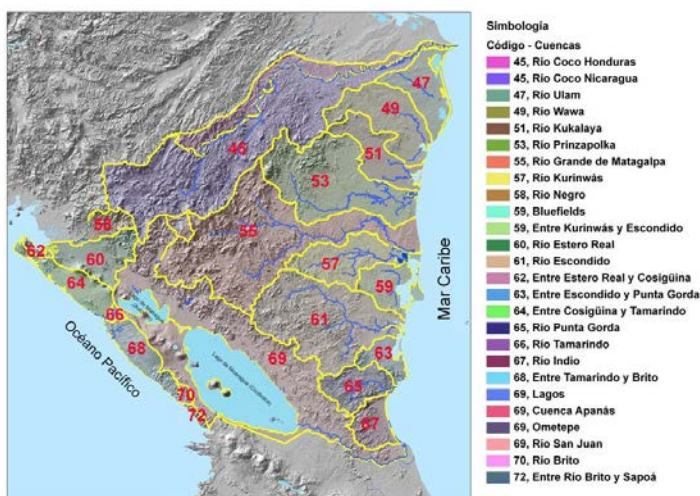 Simbología
Código - Cuencas
45, Río Coco Honduras
45, Río Coco Nicaragua
47, Río Ulam
49, Río Wawa
51, Río Kukalaya
53, Río Prinzapolka
55, Río Grande de Matagalpa
57, Río Kurinwás
58, Río Negro
59, Bluefields
59, Entre Kurinwás y Escondido
60, Río Estero Real
61, Río Escondido
62, Entre Estero Real y Cosigüina
63, Entre Escondido y Punta Gorda
64, Entre Cosigüina y Tamarindo
65, Río Punta Gorda
66, Río Tamarindo
67, Río Indio
68, Entre Tamarindo y Brito
69, Lagos
69, Cuenca Apanás
69, Ometepe
69, Río San Juan
70, Río Brito
72, Entre Río Brito y Sapoá
47
49
45
51
53
58
55
62
60
57
59
64
61
66
69
63
68
65
70
67
72
Mar Caribe
Océano Pacífico
Lago de Nicaragua (Cocibolca)